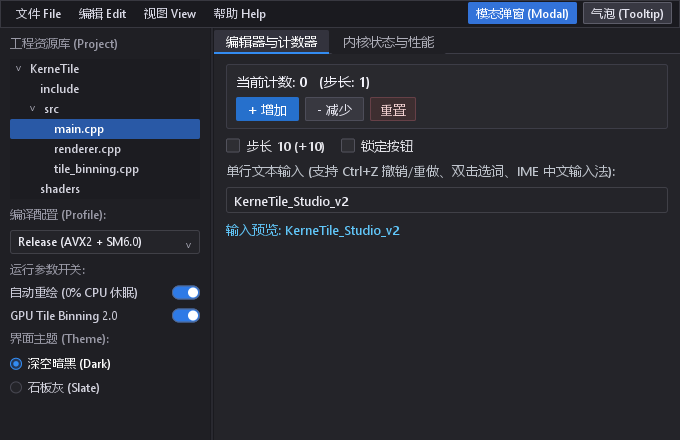 文件 File 编辑 Edit 视图 View 帮助 Help 模态弹窗 (Modal) 气泡 (Tooltip)
工程资源库 (Project)
KerneTile
include
src
main.cpp
renderer.cpp
tile_binning.cpp
shaders
编译配置 (Profile):
Release (AVX2 + SM6.0)
运行参数开关:
自动重绘 (0% CPU 休眠)
GPU Tile Binning 2.0
界面主题 (Theme):
深空暗黑 (Dark)
石板灰 (Slate)
编辑器与计数器 内核状态与性能
当前计数: 0 (步长: 1)
+ 增加 - 减少 重置
步长 10 (+10) 锁定按钮
单行文本输入 (支持 Ctrl+Z 撤销/重做、双击选词、IME 中文输入法):
KerneTile_Studio_v2
输入预览: KerneTile_Studio_v2